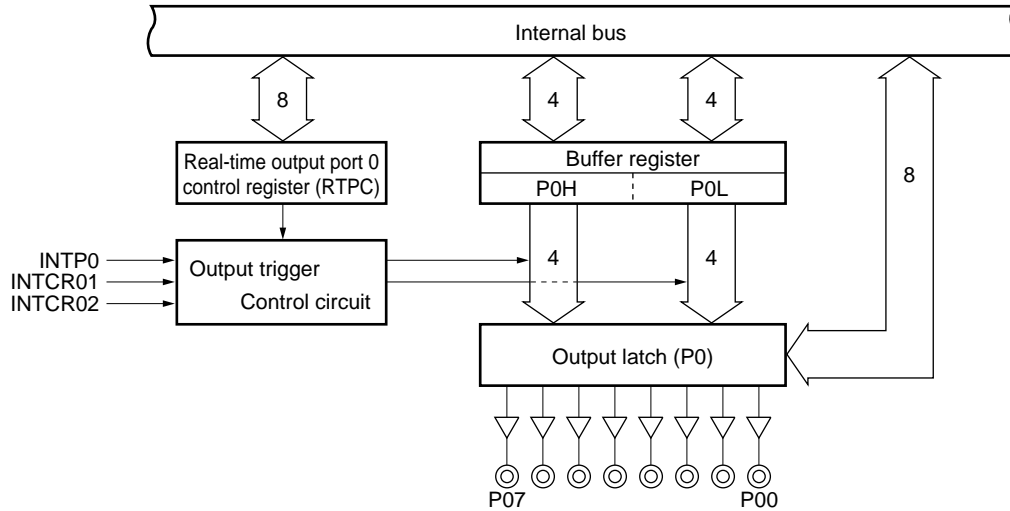 Internal bus
8
4
4
8
Real-time output port 0
control register (RTPC)
Buffer register
P0H
P0L
INTP0
INTCR01
INTCR02
Output trigger
Control circuit
4
4
Output latch (P0)
P07
P00